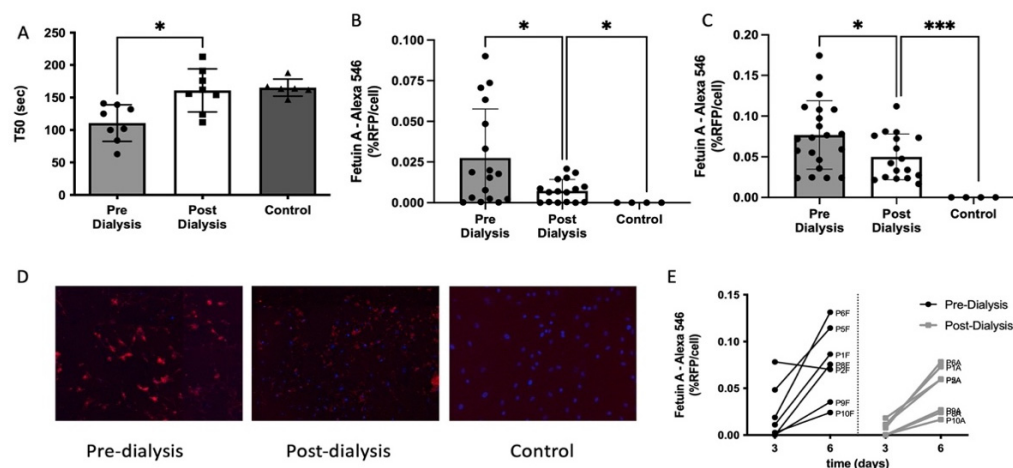 A
*
T50 (sec)
250
200
150
100
50
0
Pre
Dialysis
Post
Dialysis
Control
B
*
*
Fetuin A - Alexa 546
(%RFP/cell)
0.100
0.075
0.050
0.025
0.000
Pre
Dialysis
Post
Dialysis
Control
C
*
***
Fetuin A - Alexa 546
(%RFP/cell)
0.20
0.15
0.10
0.05
0.00
Pre
Dialysis
Post
Dialysis
Control
D
Pre-dialysis
Post-dialysis
Control
E
Fetuin A - Alexa 546
(%RFP/cell)
0.15
0.10
0.05
0.00
P6F
P5F
P1F
P2F
P9F
P10F
P1A
P10A
3
6
3
6
time (days)
Pre-Dialysis
Post-Dialysis